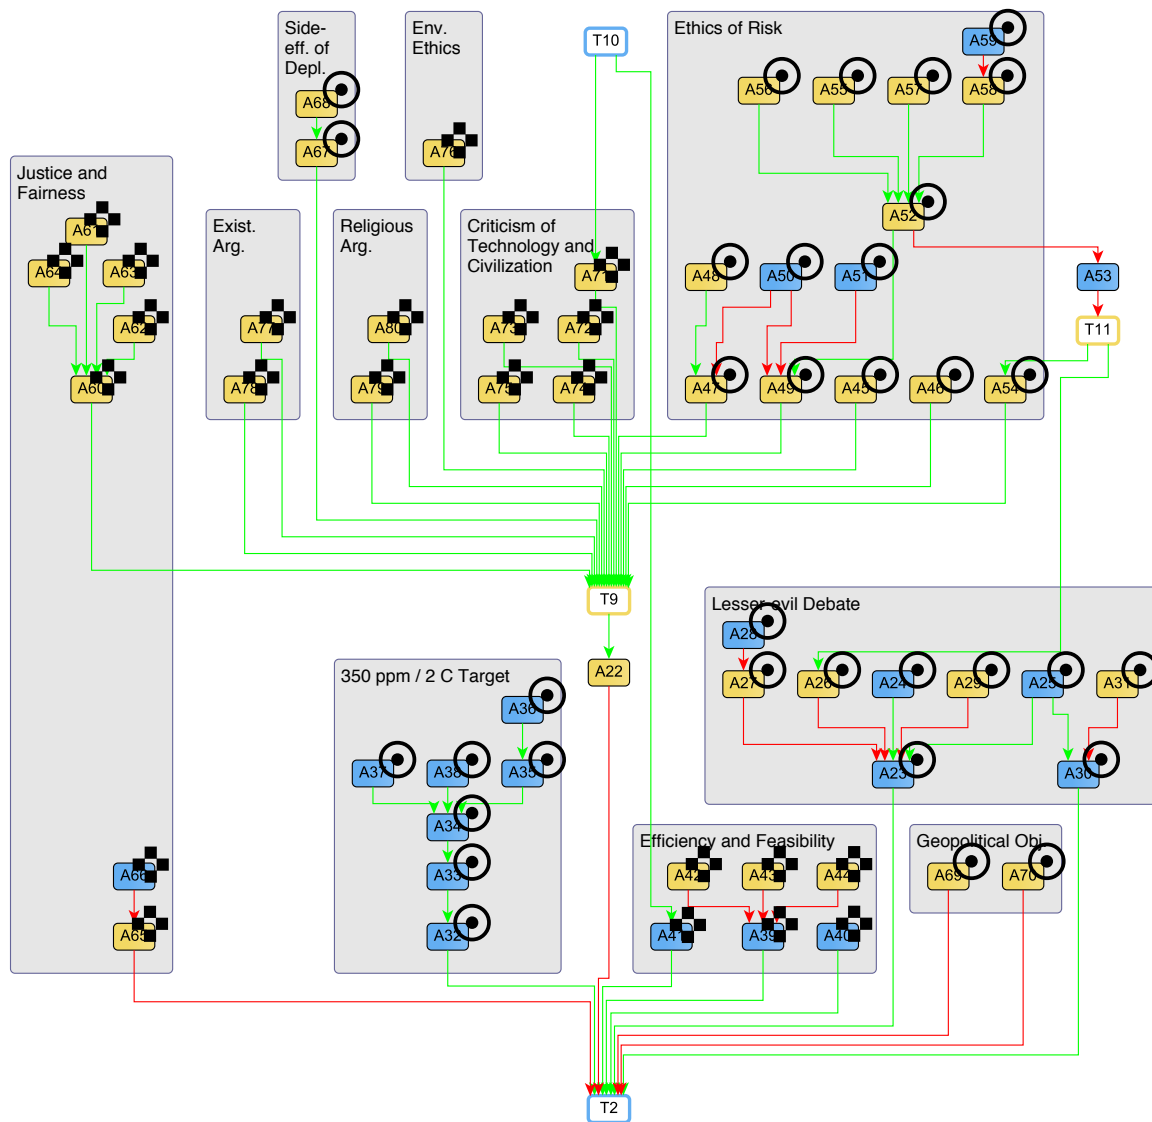 Side-
eff. of
Depl.
A68
A67
Env.
Ethics
A76
T10
Ethics of Risk
A59
A56
A55
A57
A58
A52
A48
A50
A51
A53
T11
A47
A49
A45
A46
A54
Justice and
Fairness
A61
A64
A63
A62
A60
A66
A65
Exist.
Arg.
A77
A78
Religious
Arg.
A80
A79
Criticism of
Technology and
Civilization
A71
A73
A72
A75
A74
T9
A22
350 ppm / 2 C Target
A36
A37
A38
A35
A34
A33
A32
Lesser-evil Debate
A28
A27
A26
A24
A29
A25
A31
A23
A30
Efficiency and Feasibility
A42
A43
A44
A41
A39
A40
Geopolitical Obj.
A69
A70
T2